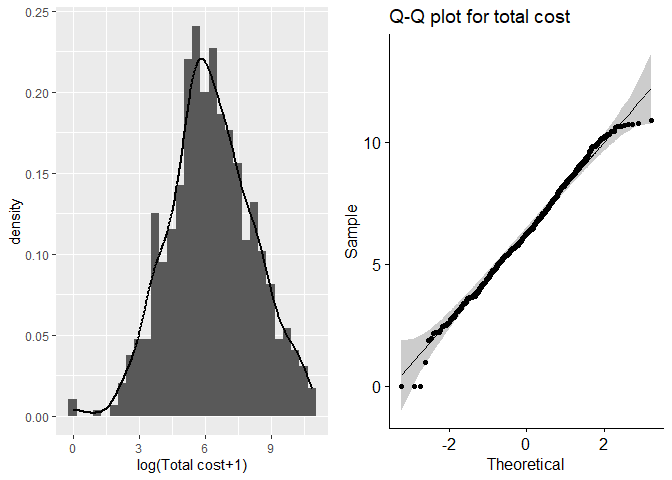 0.25
0.20
0.15
0.10
0.05
0.00
density
0 3 6 9
log(Total cost+1)
Q-Q plot for total cost
10
5
0
Sample
-2 0 2
Theoretical